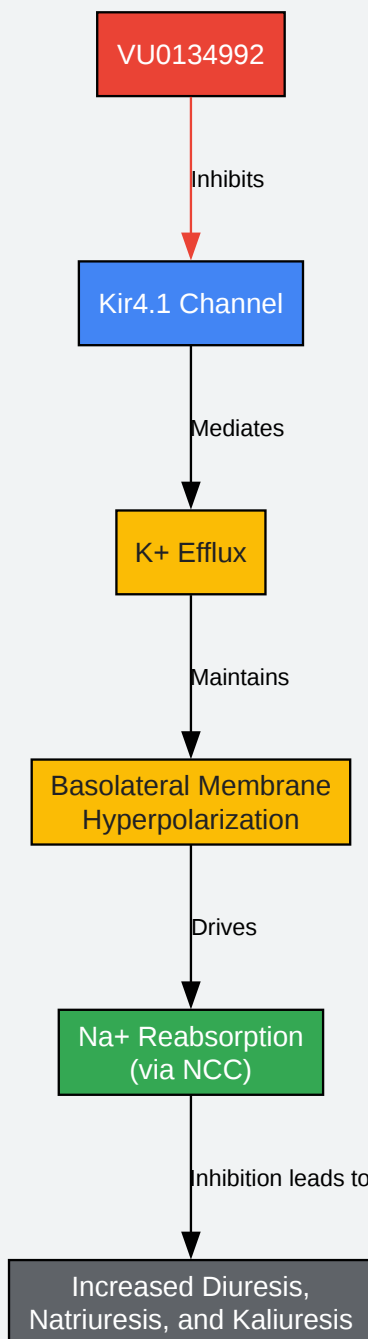 VU0134992
Inhibits
Kir4.1 Channel
Mediates
K+ Efflux
Maintains
Basolateral Membrane
Hyperpolarization
Drives
Na+ Reabsorption
(via NCC)
Inhibition leads to
Increased Diuresis,
Natriuresis, and Kaliuresis